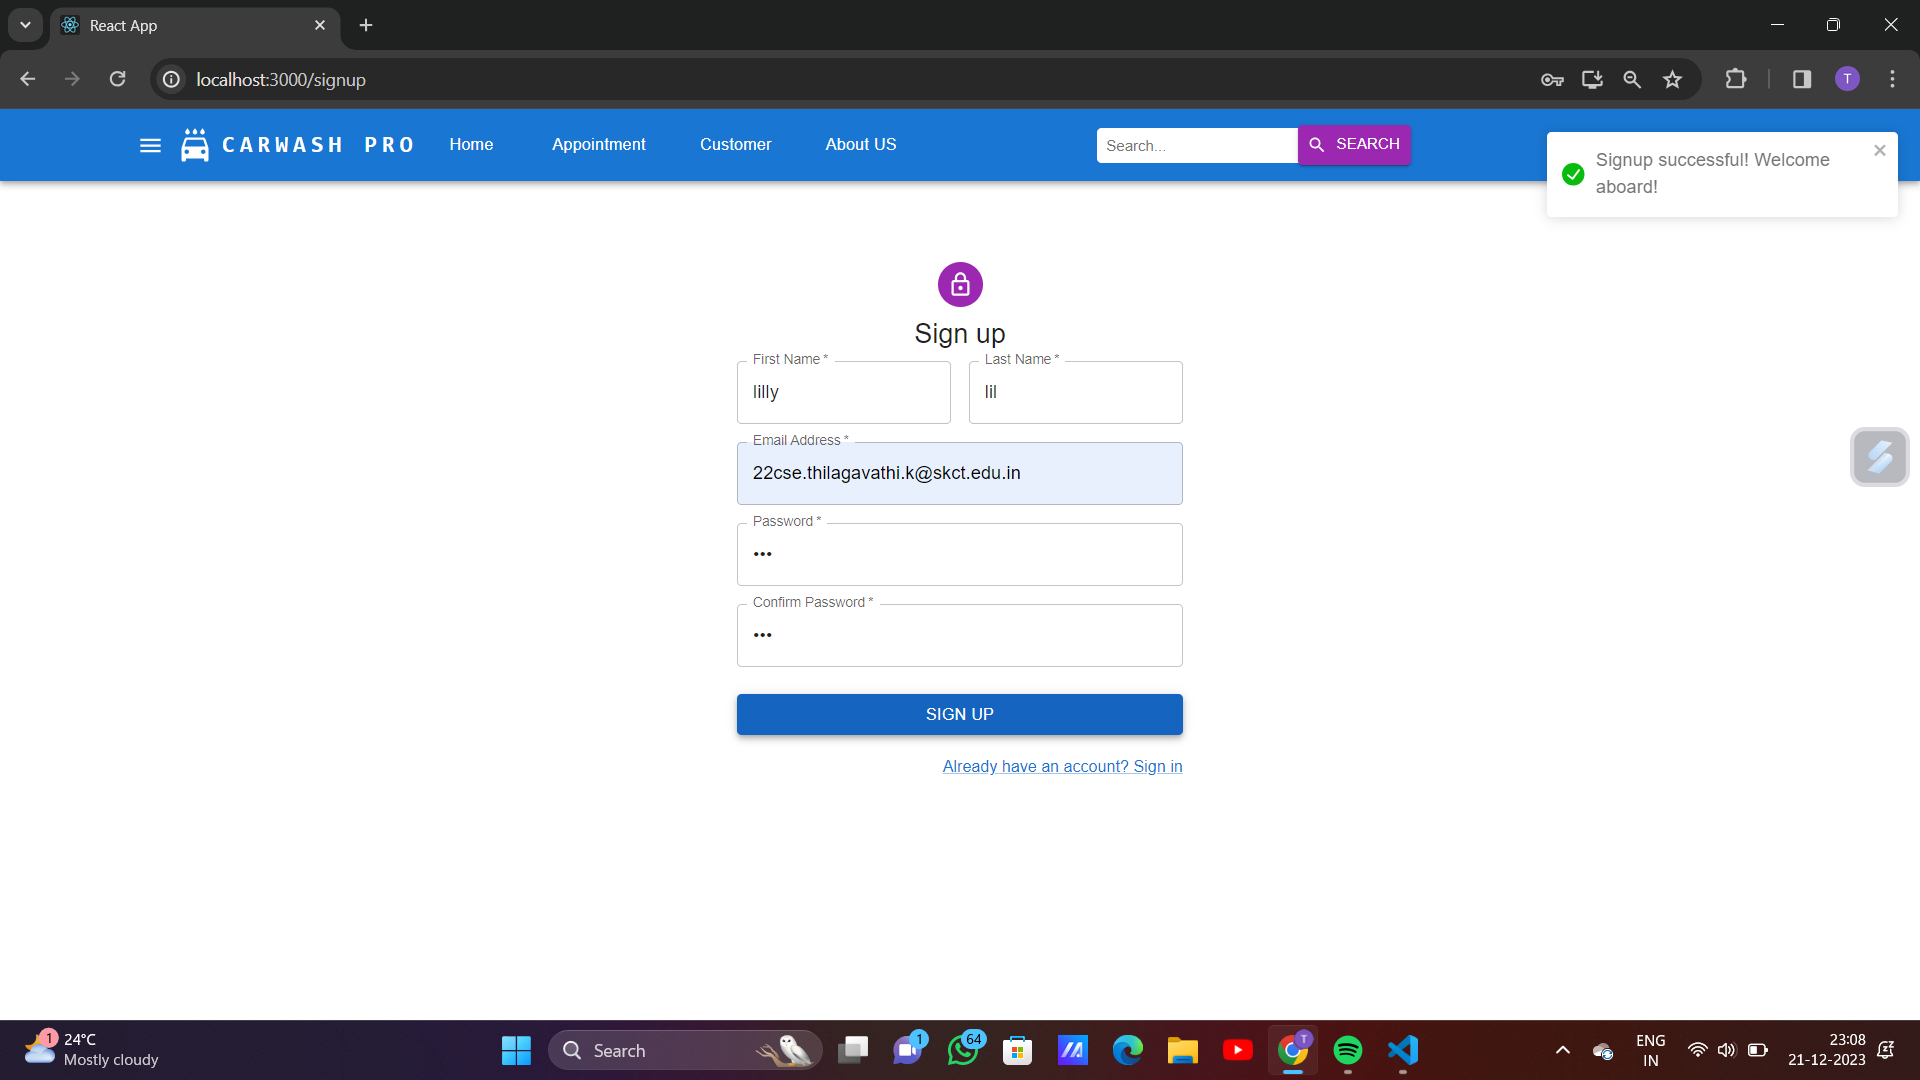 React App
localhost:3000/signup
T
CARWASH PRO
Home
Appointment
Customer
About US
Search...
SEARCH
Signup successful! Welcome
aboard!
Sign up
First Name *
lilly
Last Name *
lil
Email Address *
22cse.thilagavathi.k@skct.edu.in
Password *
•••
Confirm Password *
•••
SIGN UP
Already have an account? Sign in
1
24°C
Mostly cloudy
Search
1
64
T
ENG
IN
23:08
21-12-2023